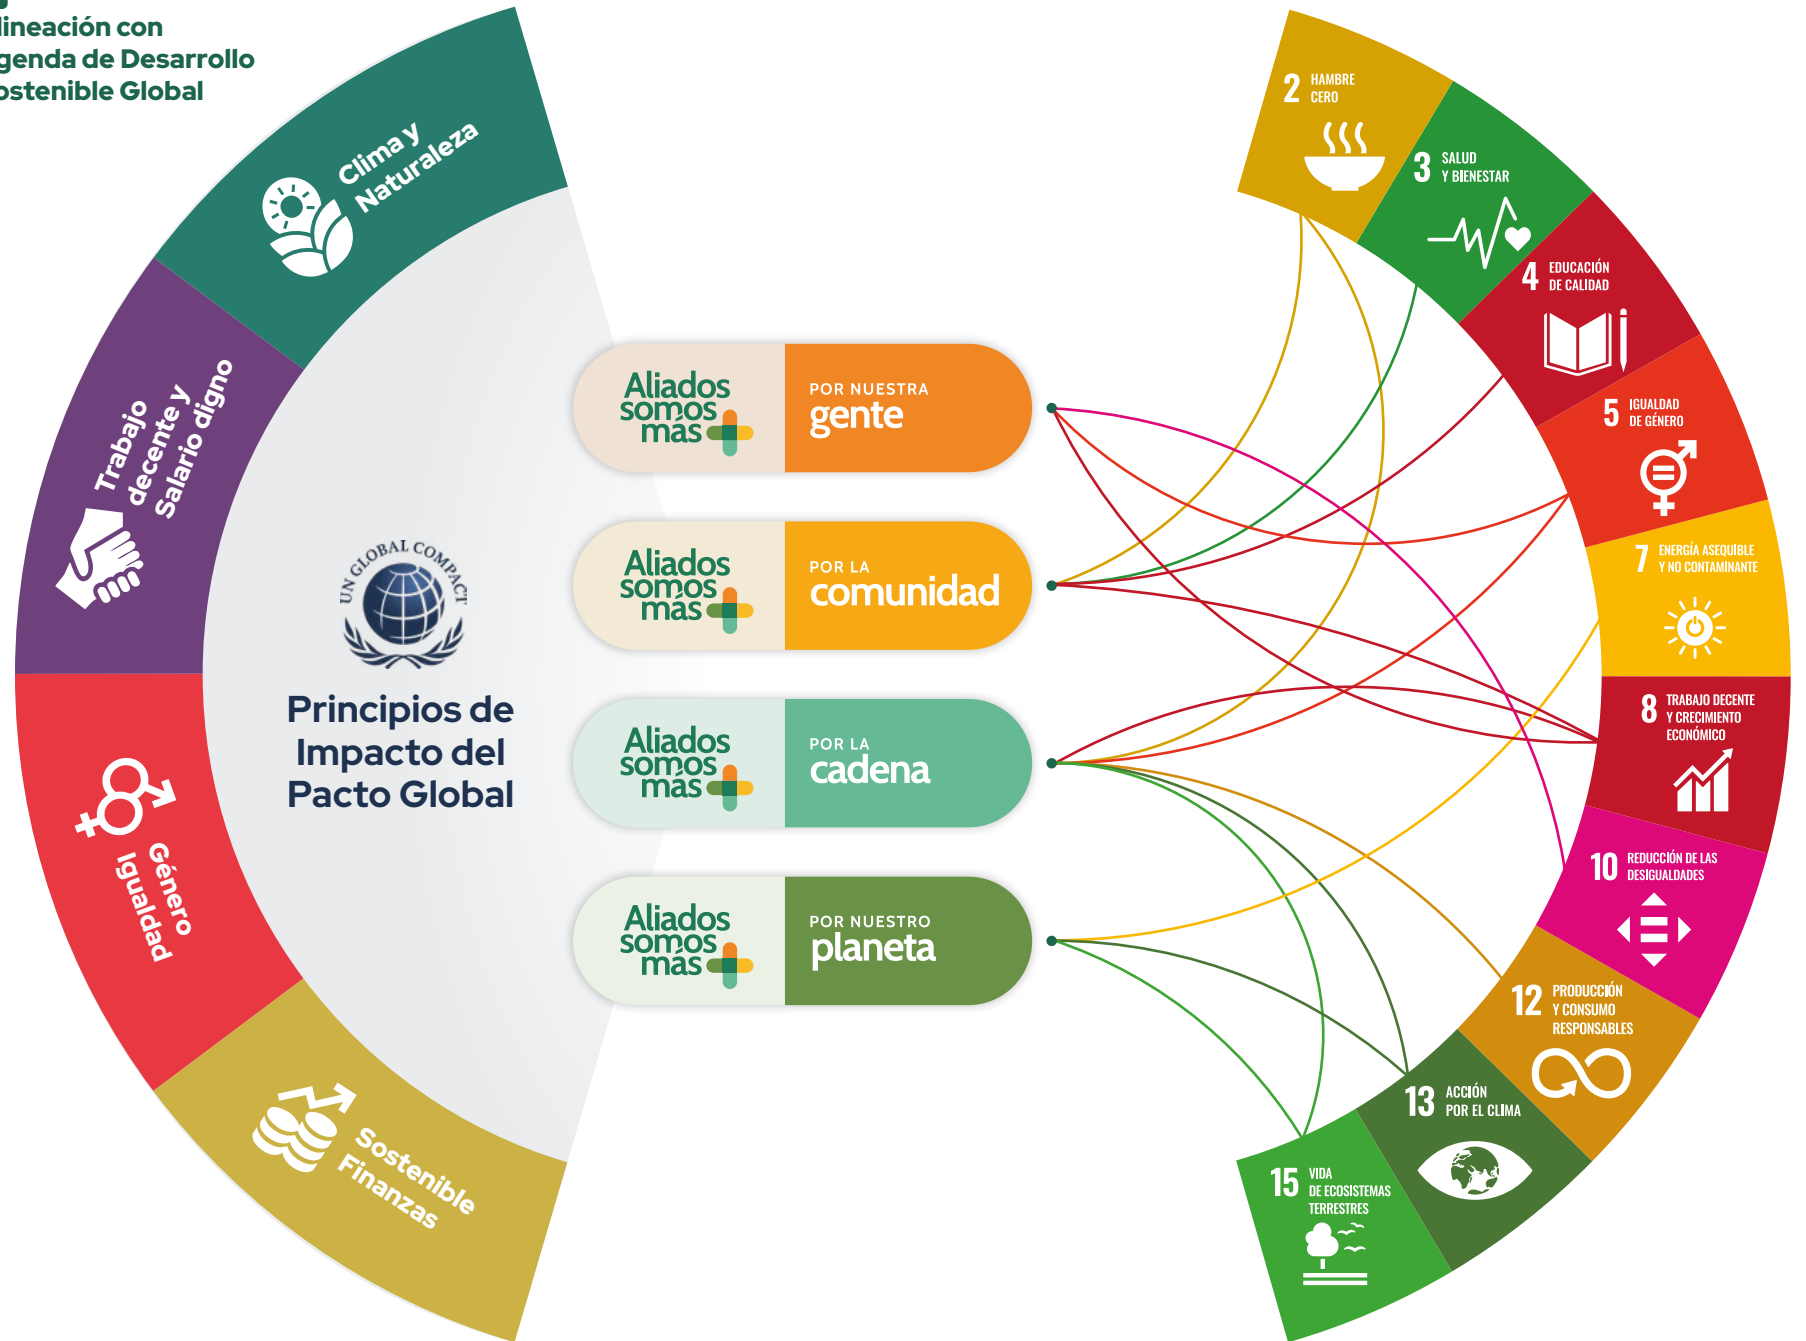 lineación con
genda de Desarrollo
ostenible Global
Clima y
Naturaleza
Trabajo
decente y
Salario digno
Género
Igualdad
Sostenible
Finanzas
UN GLOBAL COMPACT
Principios de
Impacto del
Pacto Global
Aliados
somos
más
POR NUESTRA
gente
Aliados
somos
más
POR LA
comunidad
Aliados
somos
más
POR LA
cadena
Aliados
somos
más
POR NUESTRO
planeta
2 HAMBRE
CERO
3 SALUD
Y BIENESTAR
4 EDUCACIÓN
DE CALIDAD
5 IGUALDAD
DE GÉNERO
7 ENERGÍA ASEQUIBLE
Y NO CONTAMINANTE
8 TRABAJO DECENTE
Y CRECIMIENTO
ECONÓMICO
10 REDUCCIÓN DE LAS
DESIGUALDADES
12 PRODUCCIÓN
Y CONSUMO
RESPONSABLES
13 ACCIÓN
POR EL CLIMA
15 VIDA
DE ECOSISTEMAS
TERRESTRES